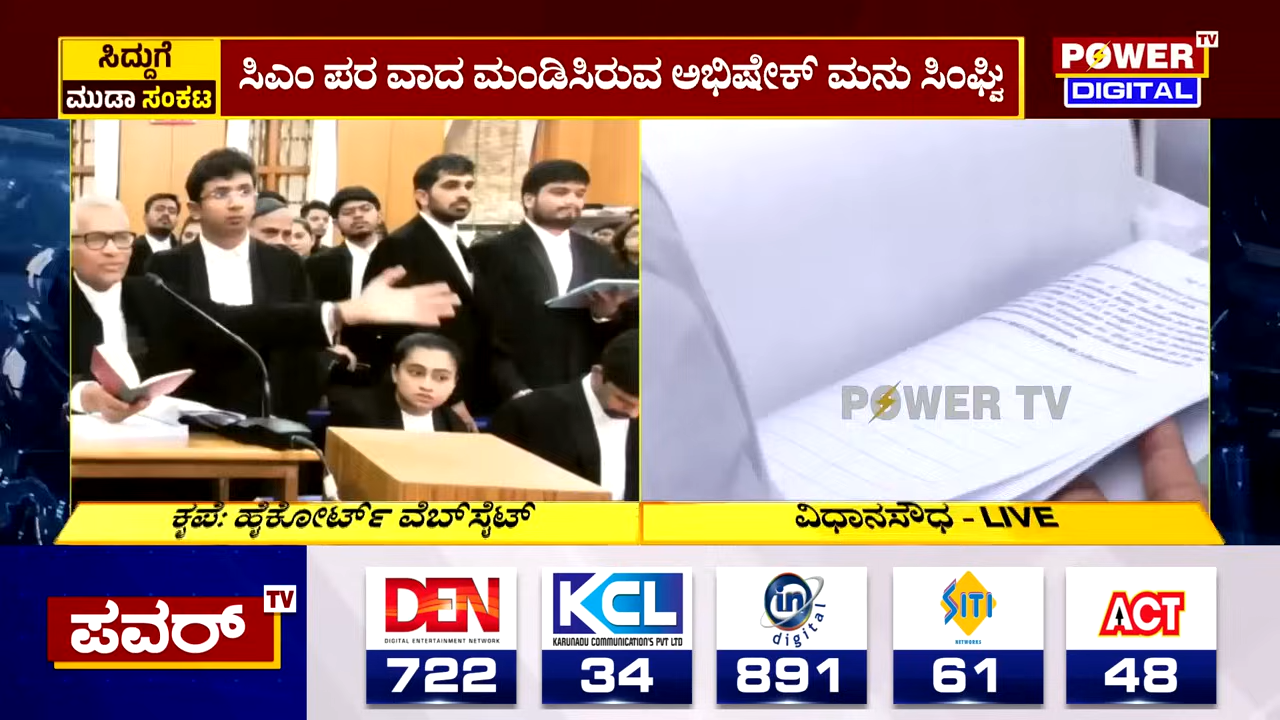 ಸಿದ್ದುಗೆ
ಮುಡಾ ಸಂಕಟ
ಸಿಎಂ ಪರ ವಾದ ಮಂಡಿಸಿರುವ ಅಭಿಷೇಕ್ ಮನು ಸಿಂಘ್ವಿ
POWER TV
DIGITAL
POWER TV
ಕೃಪೆ: ಹೈಕೋರ್ಟ್ ವೆಬ್‌ಸೈಟ್
ವಿಧಾನಸೌಧ - LIVE
ಪವರ್ TV
DEN
DIGITAL ENTERTAINMENT NETWORK
722
KCL
KARUNADU COMMUNICATION'S PVT LTD
34
in digital
891
SITI
NETWORKS
61
ACT
48